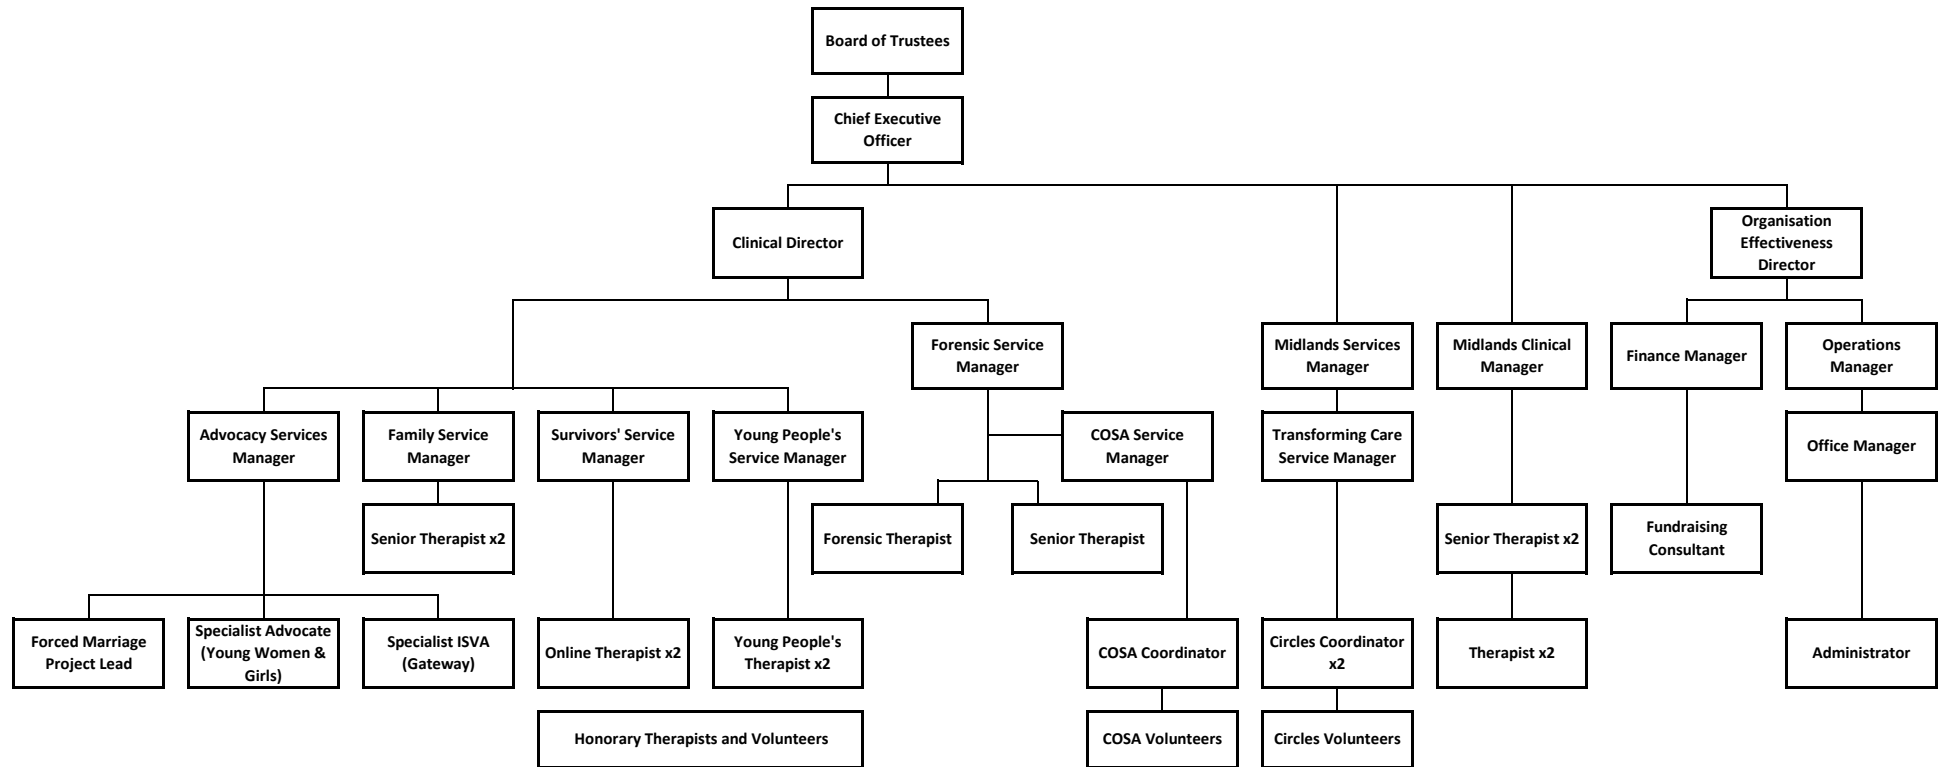 Board of Trustees
Chief Executive
Officer
Clinical Director
Organisation
Effectiveness
Director
Forensic Service
Manager
Midlands Services
Manager
Midlands Clinical
Manager
Finance Manager
Operations
Manager
Advocacy Services
Manager
Family Service
Manager
Survivors' Service
Manager
Young People's
Service Manager
COSA Service
Manager
Transforming Care
Service Manager
Office Manager
Senior Therapist x2
Forensic Therapist
Senior Therapist
Senior Therapist x2
Fundraising
Consultant
Forced Marriage
Project Lead
Specialist Advocate
(Young Women &
Girls)
Specialist ISVA
(Gateway)
Online Therapist x2
Young People's
Therapist x2
COSA Coordinator
Circles Coordinator
x2
Therapist x2
Administrator
Honorary Therapists and Volunteers
COSA Volunteers
Circles Volunteers